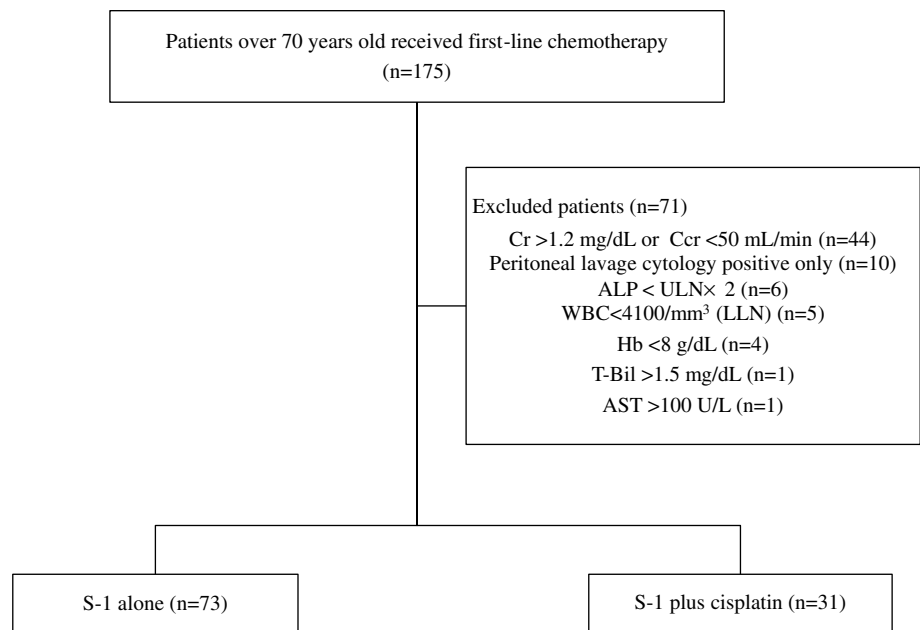 Patients over 70 years old received first-line chemotherapy
(n=175)
Excluded patients (n=71)
Cr >1.2 mg/dL or Ccr <50 mL/min (n=44)
Peritoneal lavage cytology positive only (n=10)
ALP < ULN× 2 (n=6)
WBC<4100/mm³ (LLN) (n=5)
Hb <8 g/dL (n=4)
T-Bil >1.5 mg/dL (n=1)
AST >100 U/L (n=1)
S-1 alone (n=73)
S-1 plus cisplatin (n=31)